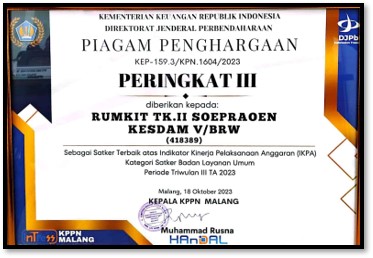 KEMENTERIAN KEUANGAN REPUBLIK INDONESIA
DIREKTORAT JENDERAL PERBENDAHARAAN
DJPb
PIAGAM PENGHARGAAN
KEP-159.3/KPN.1604/2023
PERINGKAT III
diberikan kepada:
RUMKIT TK.II SOEPRAOEN
KESDAM V/BRW
(418389)
Sebagai Satker Terbaik atas Indikator Kinerja Pelaksanaan Anggaran (IKPA)
Kategori Satker Badan Layanan Umum
Periode Triwulan III TA 2023
Malang, 18 Oktober 2023
KEPALA KPPN MALANG
Muhammad Rusna
KPPN
MALANG
HAnDAL